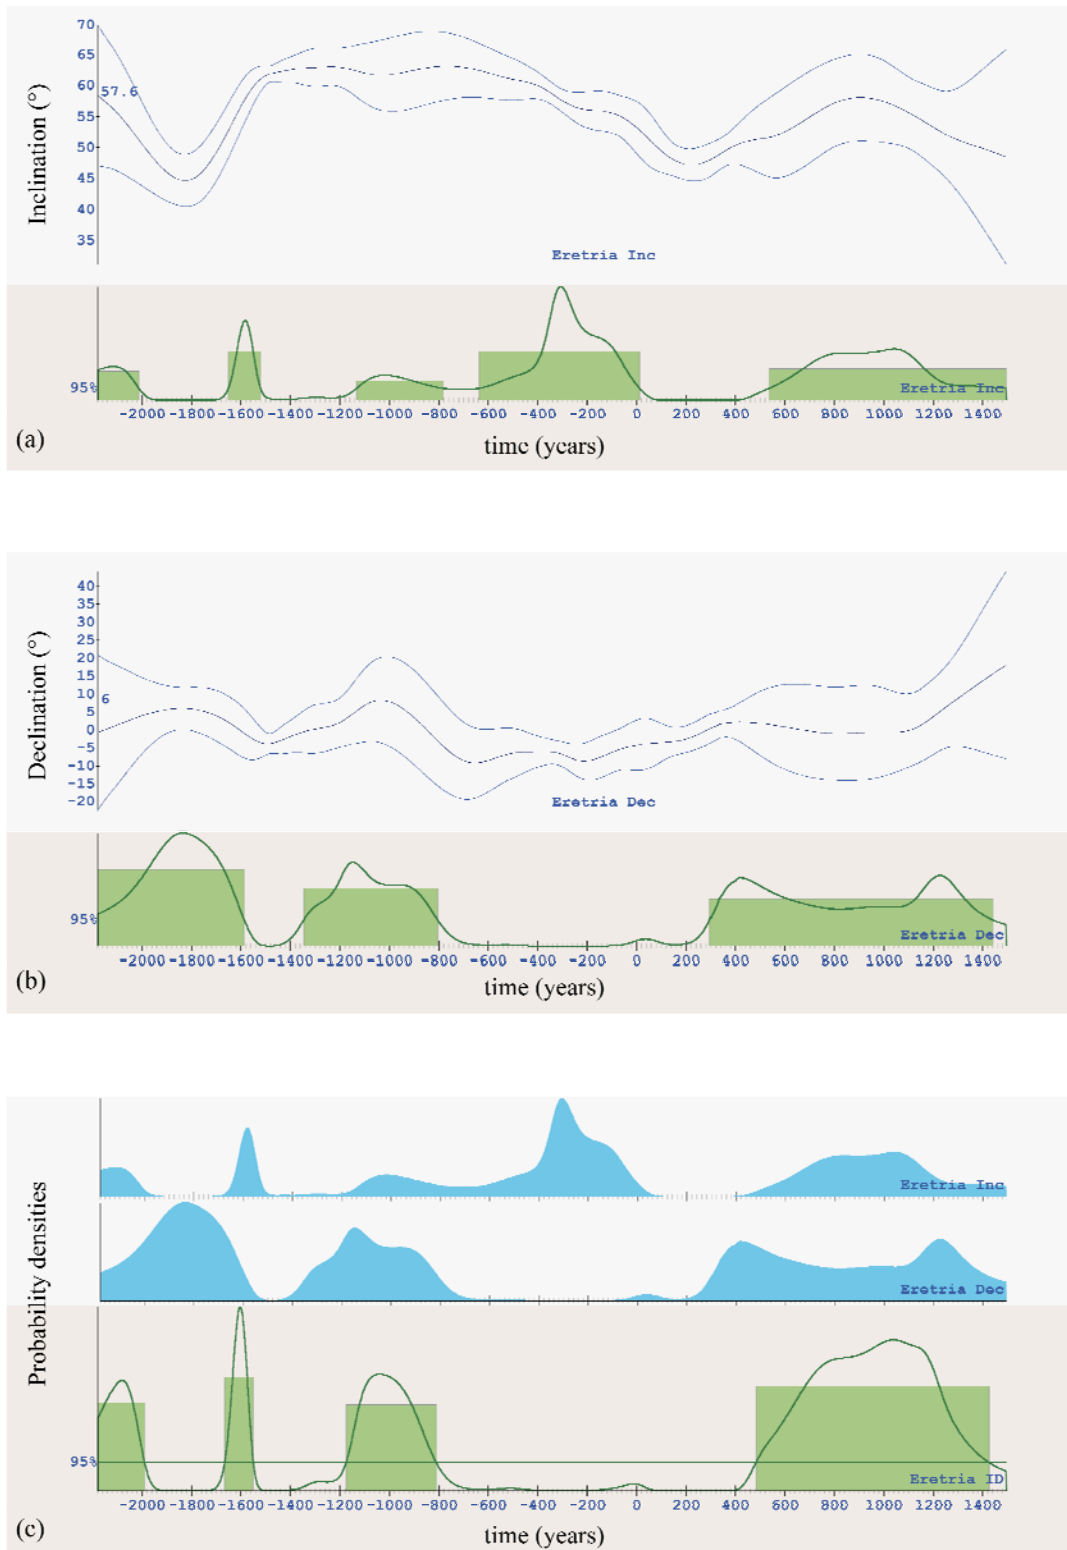 Inclination (°)
70
65
60
57.6
55
50
45
40
35
Eretria Inc
95%
Eretria Inc
-2000 -1800 -1600 -1400 -1200 -1000 -800 -600 -400 -200 0 200 400 600 800 1000 1200 1400
(a)
time (years)
Declination (°)
40
35
30
25
20
15
10
6
5
0
-5
-10
-15
-20
Eretria Dec
95%
Eretria Dec
-2000 -1800 -1600 -1400 -1200 -1000 -800 -600 -400 -200 0 200 400 600 800 1000 1200 1400
(b)
time (years)
Probability densities
Eretria Inc
Eretria Dec
95%
Eretria ID
-2000 -1800 -1600 -1400 -1200 -1000 -800 -600 -400 -200 0 200 400 600 800 1000 1200 1400
(c)
time (years)